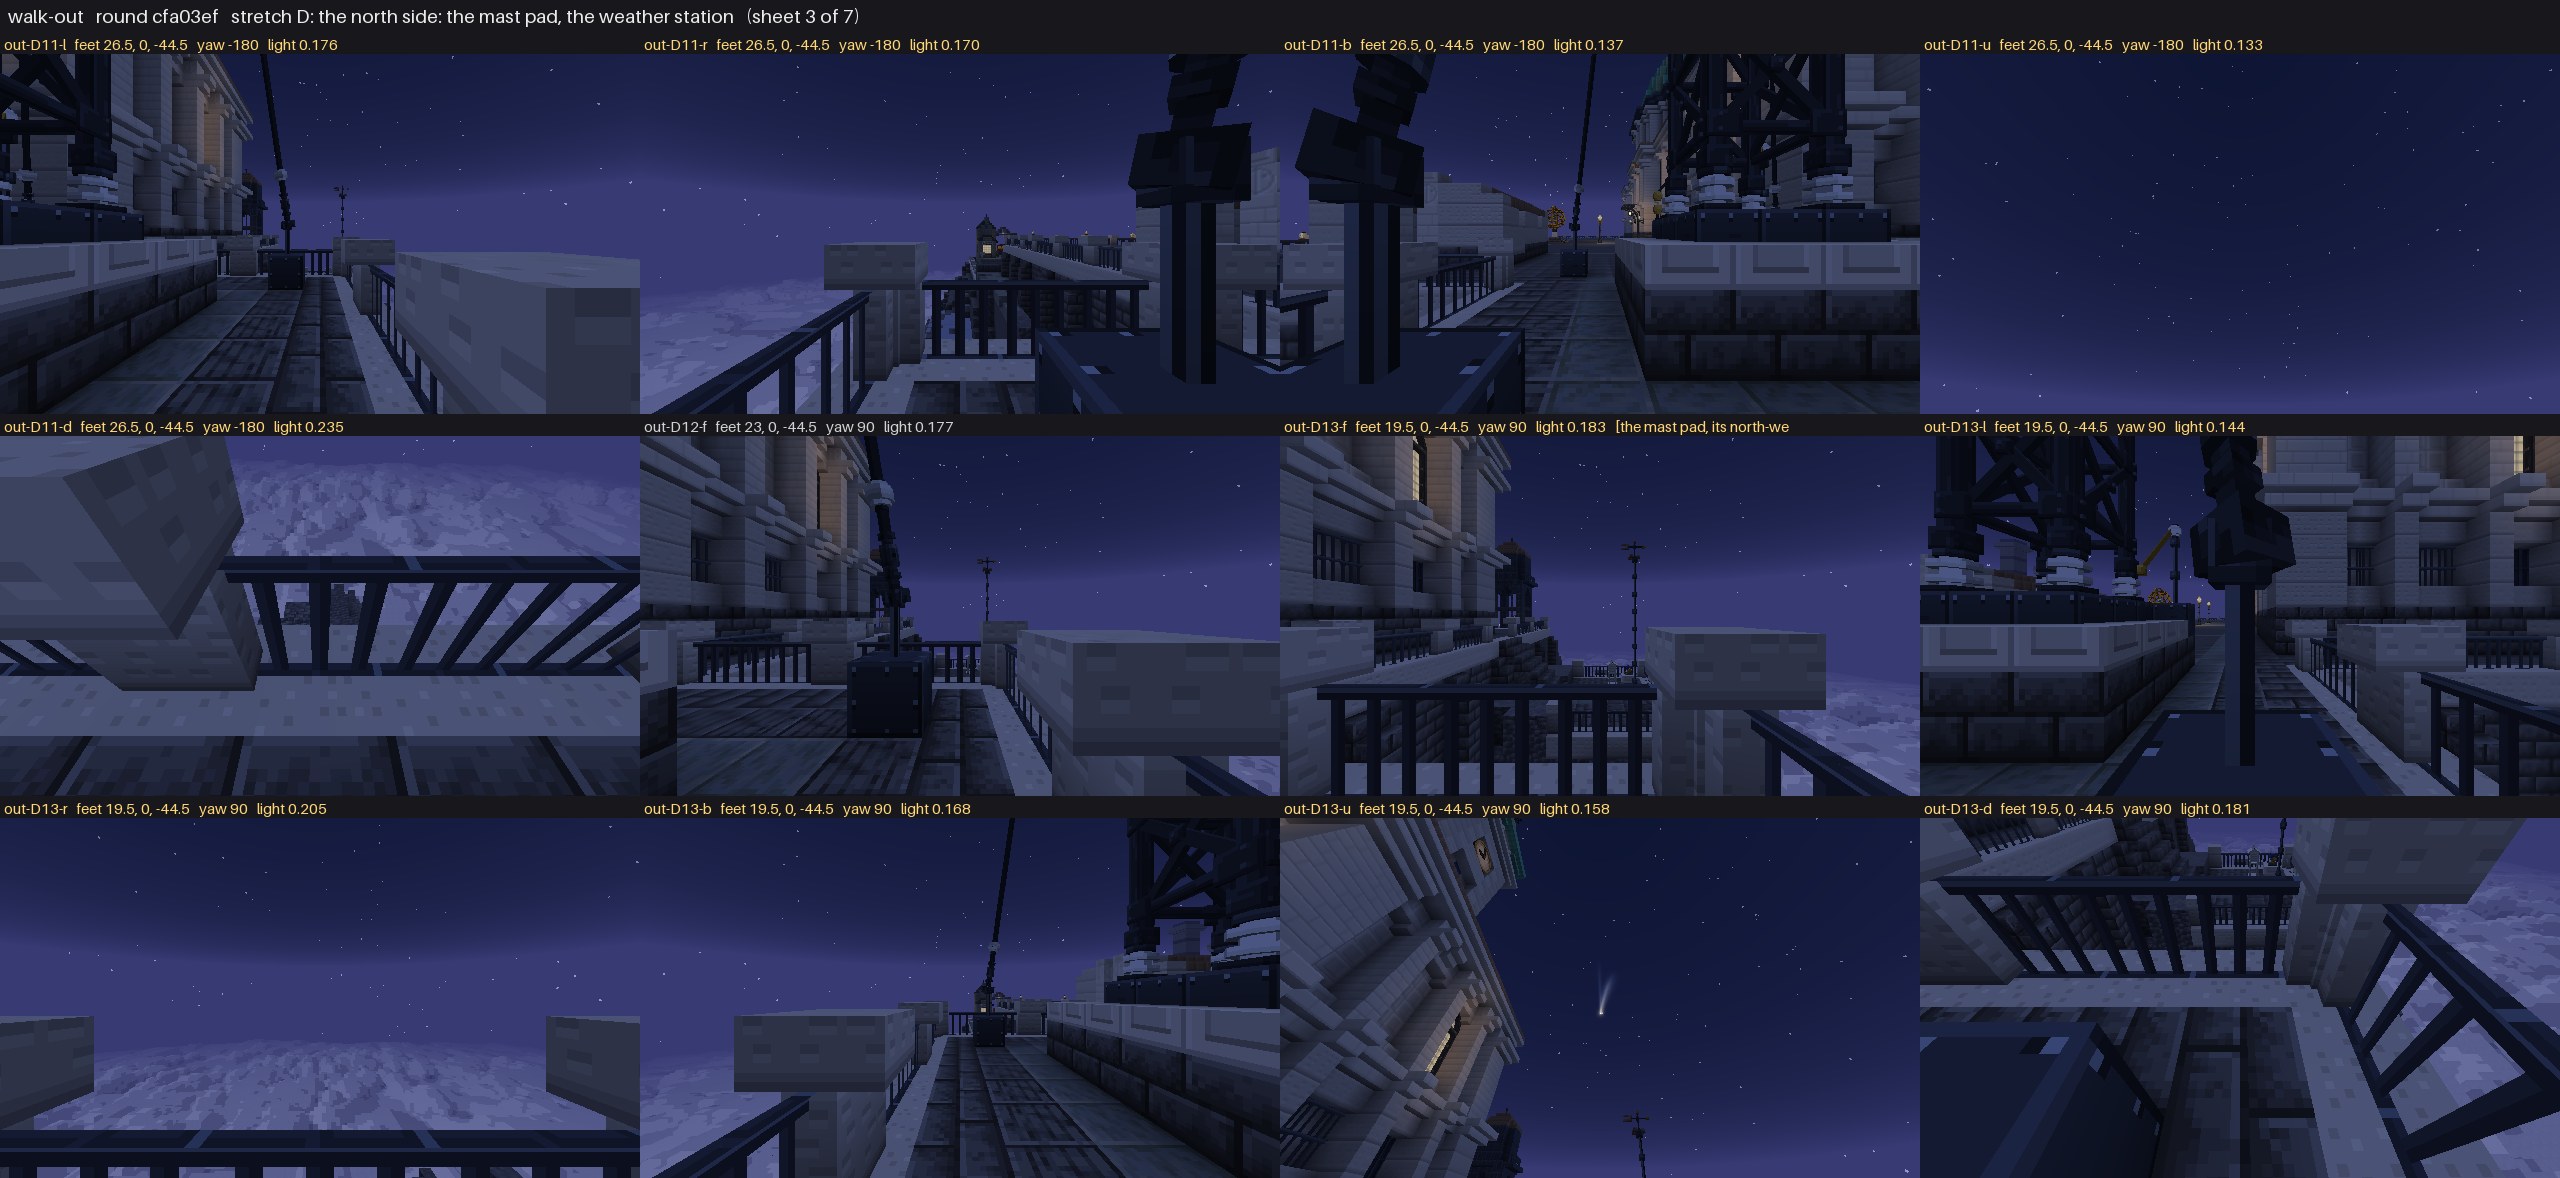 walk-out round cfa03ef stretch D: the north side: the mast pad, the weather station (sheet 3 of 7)
out-D11-l feet 26.5, 0, -44.5 yaw -180 light 0.176
out-D11-r feet 26.5, 0, -44.5 yaw -180 light 0.170
out-D11-b feet 26.5, 0, -44.5 yaw -180 light 0.137
out-D11-u feet 26.5, 0, -44.5 yaw -180 light 0.133
out-D11-d feet 26.5, 0, -44.5 yaw -180 light 0.235
out-D12-f feet 23, 0, -44.5 yaw 90 light 0.177
out-D13-f feet 19.5, 0, -44.5 yaw 90 light 0.183 [the mast pad, its north-we
out-D13-l feet 19.5, 0, -44.5 yaw 90 light 0.144
out-D13-r feet 19.5, 0, -44.5 yaw 90 light 0.205
out-D13-b feet 19.5, 0, -44.5 yaw 90 light 0.168
out-D13-u feet 19.5, 0, -44.5 yaw 90 light 0.158
out-D13-d feet 19.5, 0, -44.5 yaw 90 light 0.181